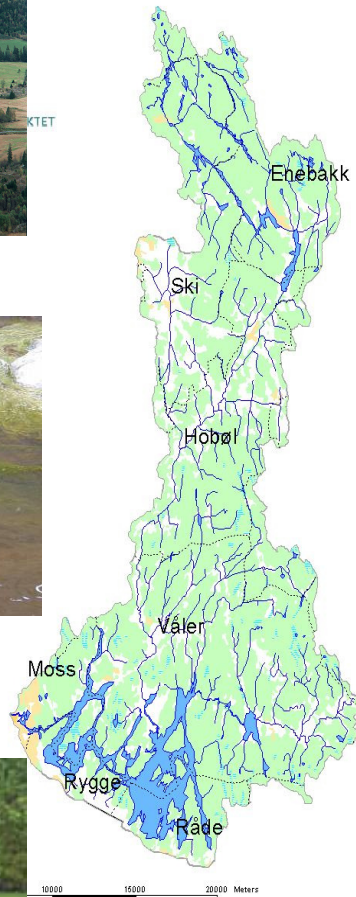 KTET
Enebakk
Ski
Hobøl
Våler
Moss
Rygge
Råde
10000 15000 20000 Meters